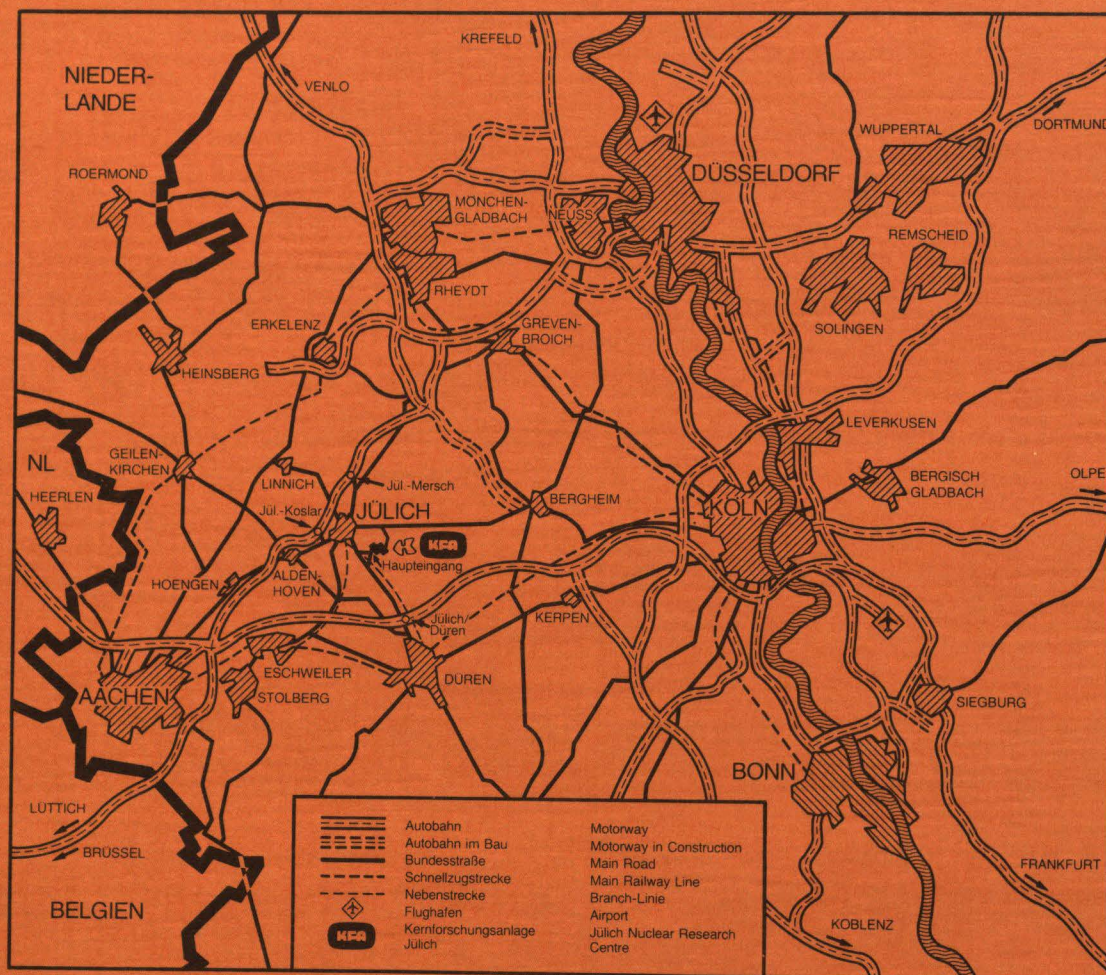 KREFELD
NIEDER-
LANDE
VENLO
WUPPERTAL
DORTMUND
ROERMOND
DÜSSELDORF
MÖNCHEN-
GLADBACH
NEUSS
REMSCHEID
RHEYDT
SOLINGEN
ERKELENZ
GREVEN-
BROICH
HEINSBERG
LEVERKUSEN
GEILEN-
KIRCHEN
NL
HEERLEN
LINNICH
Jül.-Mersch
BERGISCH
GLADBACH
OLPE
BERGHEIM
KÖLN
Jül.-Koslar
JÜLICH
KFA
Haupteingang
HOENGEN
ALDEN-
HOVEN
Jülich/
Düren
KERPEN
ESCHWEILER
DÜREN
STOLBERG
AACHEN
SIEGBURG
BONN
LÜTTICH
BRÜSSEL
FRANKFURT
BELGIEN
KOBLENZ
Autobahn Motorway
Autobahn im Bau Motorway in Construction
Bundesstraße Main Road
Schnellzugstrecke Main Railway Line
Nebenstrecke Branch-Linie
Flughafen Airport
KFA Kernforschungsanlage Jülich Nuclear Research
Jülich Centre